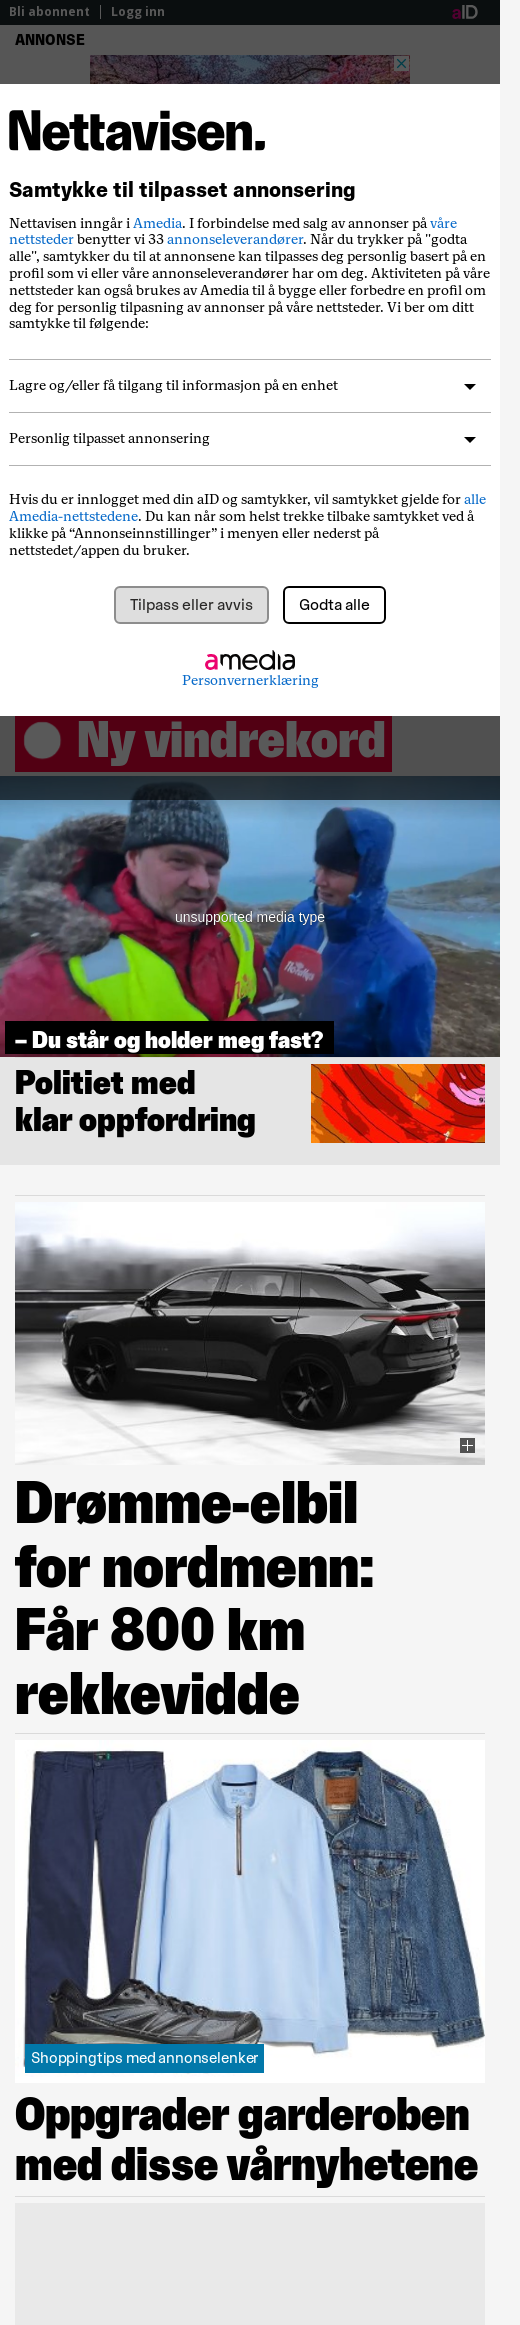 Bli abonnent | Logg inn
aID
ANNONSE
Nettavisen.
Samtykke til tilpasset annonsering
Nettavisen inngår i Amedia. I forbindelse med salg av annonser på våre
nettsteder benytter vi 33 annonseleverandører. Når du trykker på "godta
alle", samtykker du til at annonsene kan tilpasses deg personlig basert på en
profil som vi eller våre annonseleverandører har om deg. Aktiviteten på våre
nettsteder kan også brukes av Amedia til å bygge eller forbedre en profil om
deg for personlig tilpasning av annonser på våre nettsteder. Vi ber om ditt
samtykke til følgende:
Lagre og/eller få tilgang til informasjon på en enhet
Personlig tilpasset annonsering
Hvis du er innlogget med din aID og samtykker, vil samtykket gjelde for alle
Amedia-nettstedene. Du kan når som helst trekke tilbake samtykket ved å
klikke på “Annonseinnstillinger” i menyen eller nederst på
nettstedet/appen du bruker.
Tilpass eller avvis
Godta alle
amedia
Personvernerklæring
Ny vindrekord
unsupported media type
– Du står og holder meg fast?
Politiet med
klar oppfordring
Drømme-elbil
for nordmenn:
Får 800 km
rekkevidde
Shoppingtips med annonselenker
Oppgrader garderoben
med disse vårnyhetene